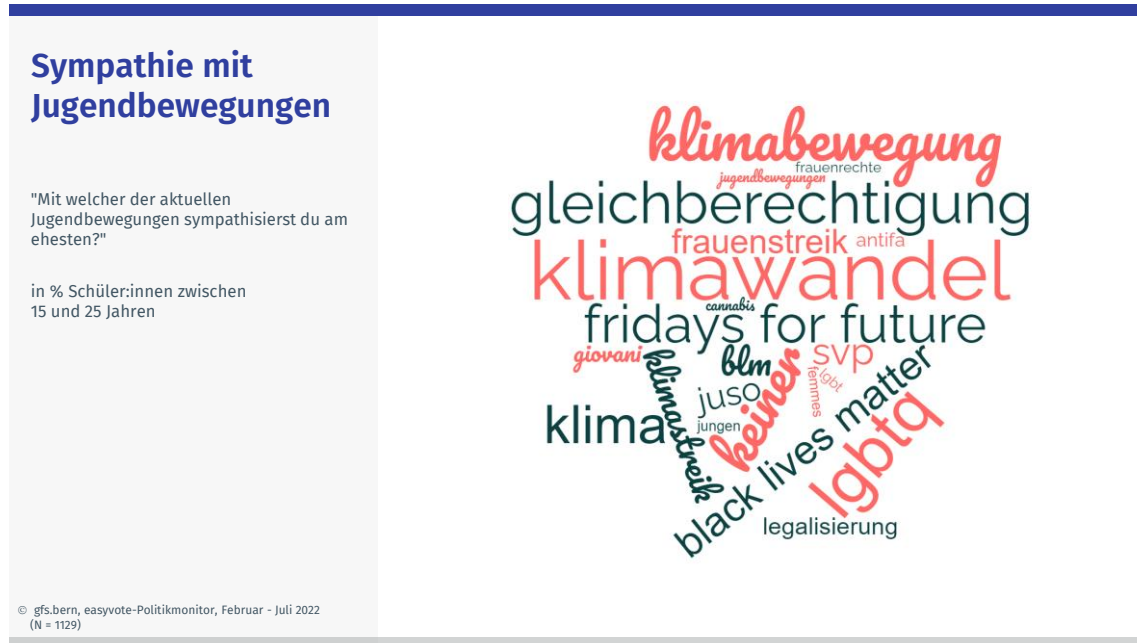 Sympathie mit
Jugendbewegungen
"Mit welcher der aktuellen
Jugendbewegungen sympathisierst du am
ehesten?"
in % Schüler:innen zwischen
15 und 25 Jahren
klimabewegung
frauenrechte
jugendbewegungen
gleichberechtigung
frauenstreik
antifa
klimawandel
cannabis
fridays for future
giovani
klimastreik
blm
keiner
svp
lgbt
femmes
juso
jungen
klima
black lives matter
lgbtq
legalisierung
© gfs.bern, easyvote-Politikmonitor, Februar - Juli 2022
(N = 1129)